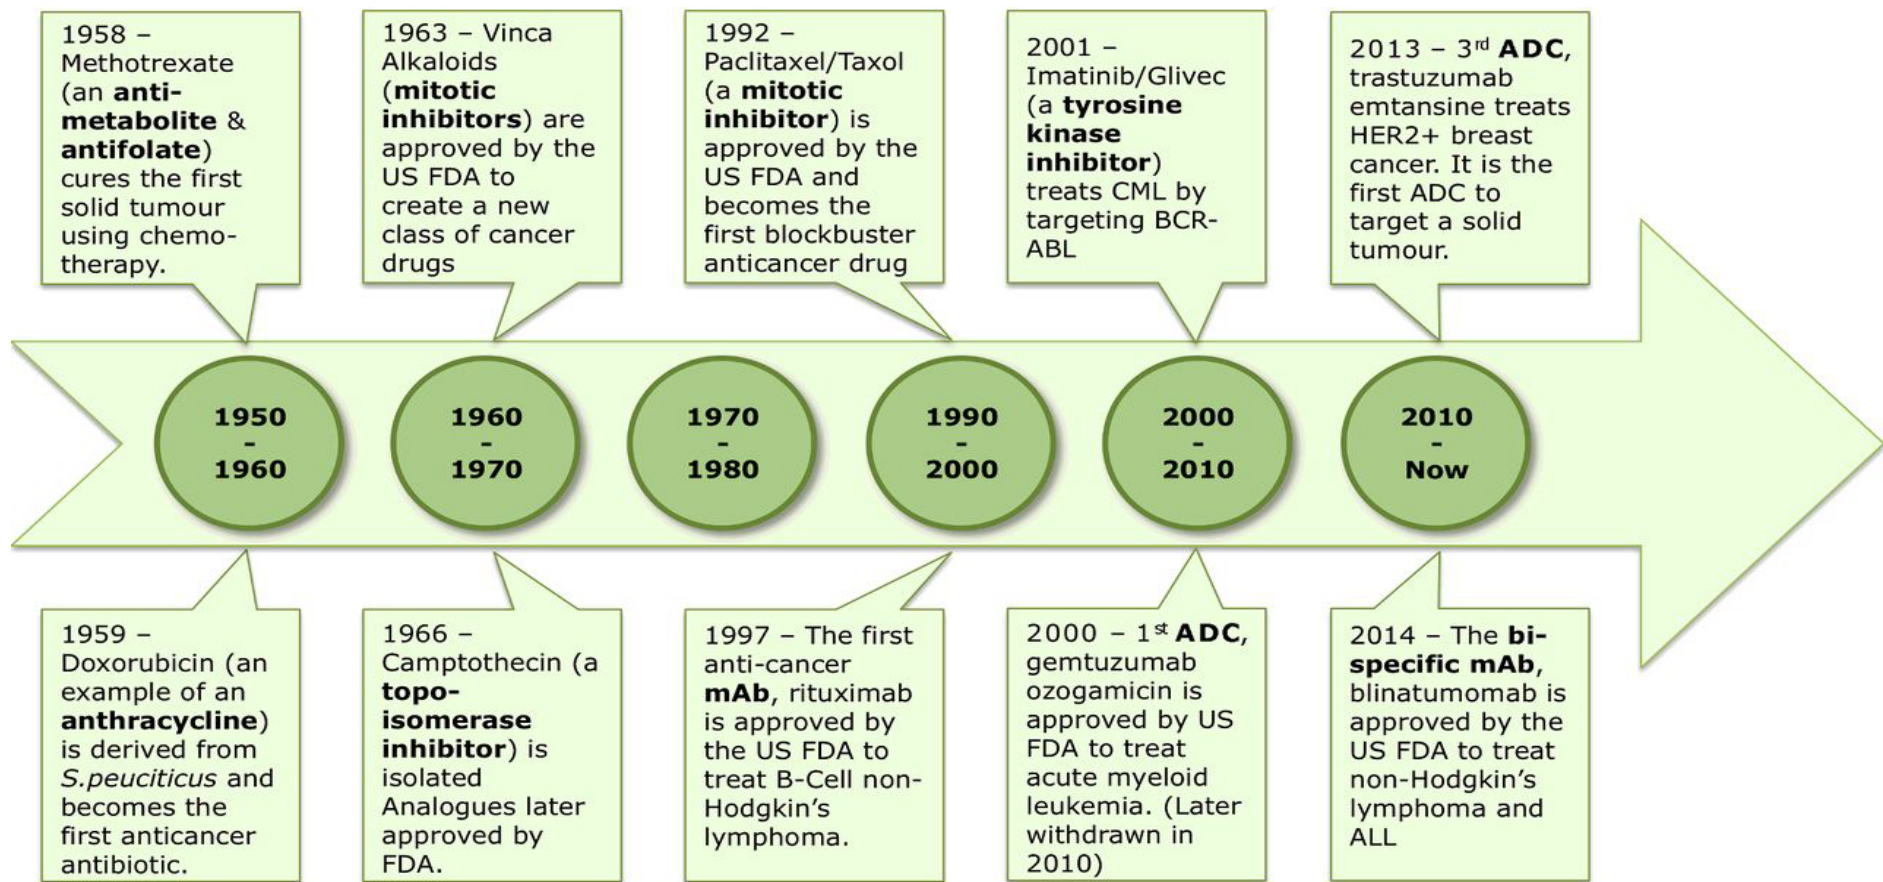 1958 –
Methotrexate
(an anti-
metabolite &
antifolate)
cures the first
solid tumour
using chemo-
therapy.
1963 – Vinca
Alkaloids
(mitotic
inhibitors) are
approved by the
US FDA to
create a new
class of cancer
drugs
1992 –
Paclitaxel/Taxol
(a mitotic
inhibitor) is
approved by the
US FDA and
becomes the
first blockbuster
anticancer drug
2001 –
Imatinib/Glivec
(a tyrosine
kinase
inhibitor)
treats CML by
targeting BCR-
ABL
2013 – 3rd ADC,
trastuzumab
emtansine treats
HER2+ breast
cancer. It is the
first ADC to
target a solid
tumour.
1950
-
1960
1960
-
1970
1970
-
1980
1990
-
2000
2000
-
2010
2010
-
Now
1959 –
Doxorubicin (an
example of an
anthracycline)
is derived from
S.peuciticus and
becomes the
first anticancer
antibiotic.
1966 –
Camptothecin (a
topo-
isomerase
inhibitor) is
isolated
Analogues later
approved by
FDA.
1997 – The first
anti-cancer
mAb, rituximab
is approved by
the US FDA to
treat B-Cell non-
Hodgkin’s
lymphoma.
2000 – 1st ADC,
gemtuzumab
ozogamicin is
approved by US
FDA to treat
acute myeloid
leukemia. (Later
withdrawn in
2010)
2014 – The bi-
specific mAb,
blinatumomab is
approved by the
US FDA to treat
non-Hodgkin’s
lymphoma and
ALL